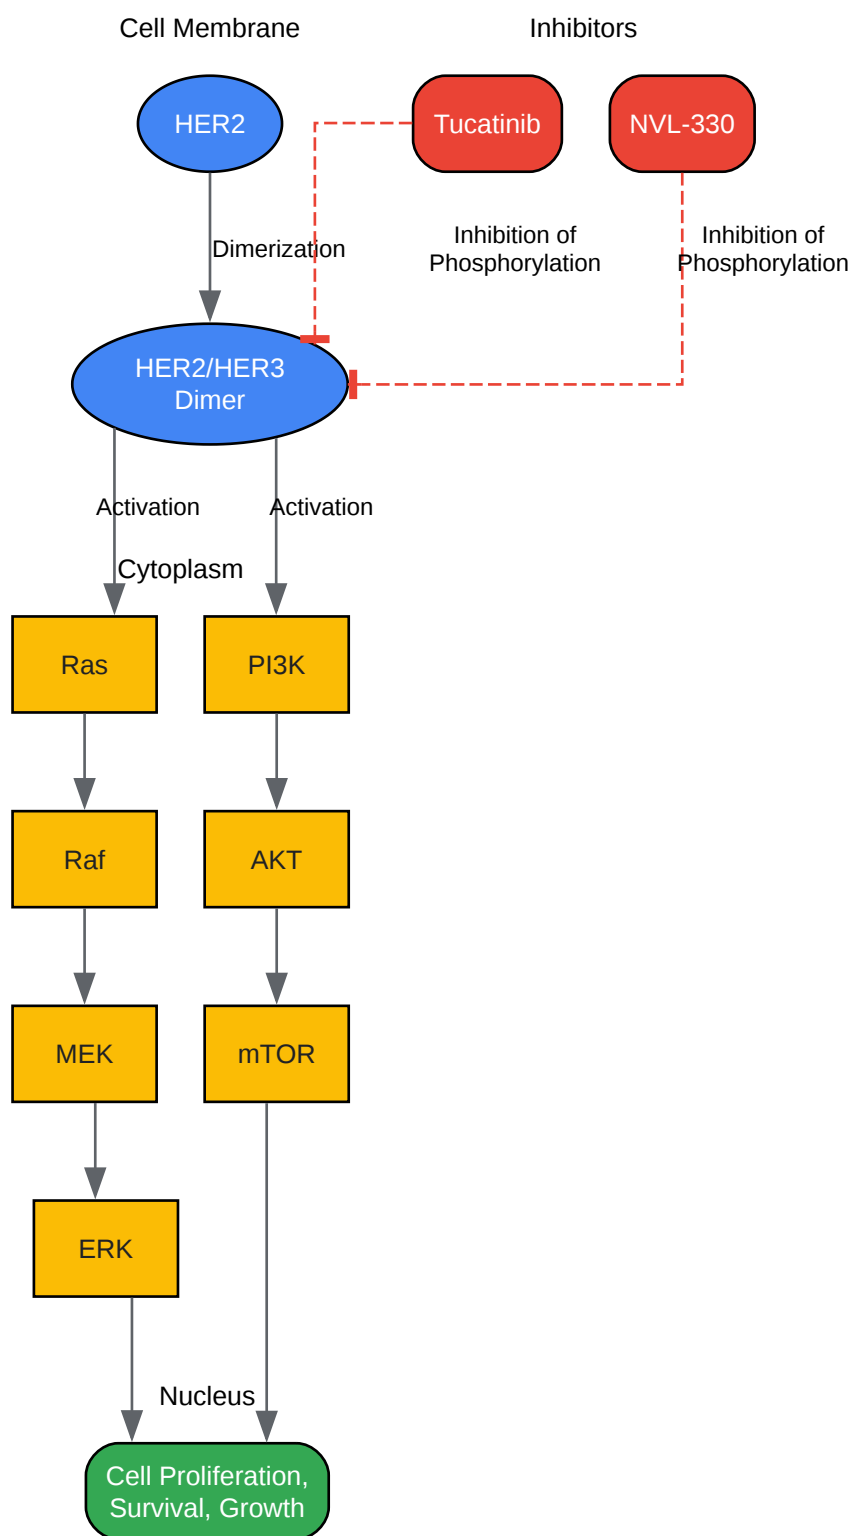 Cell Membrane
Inhibitors
HER2
Tucatinib
NVL-330
Dimerization
Inhibition of
Phosphorylation
Inhibition of
Phosphorylation
HER2/HER3
Dimer
Activation
Activation
Cytoplasm
Ras
PI3K
Raf
AKT
MEK
mTOR
ERK
Nucleus
Cell Proliferation,
Survival, Growth